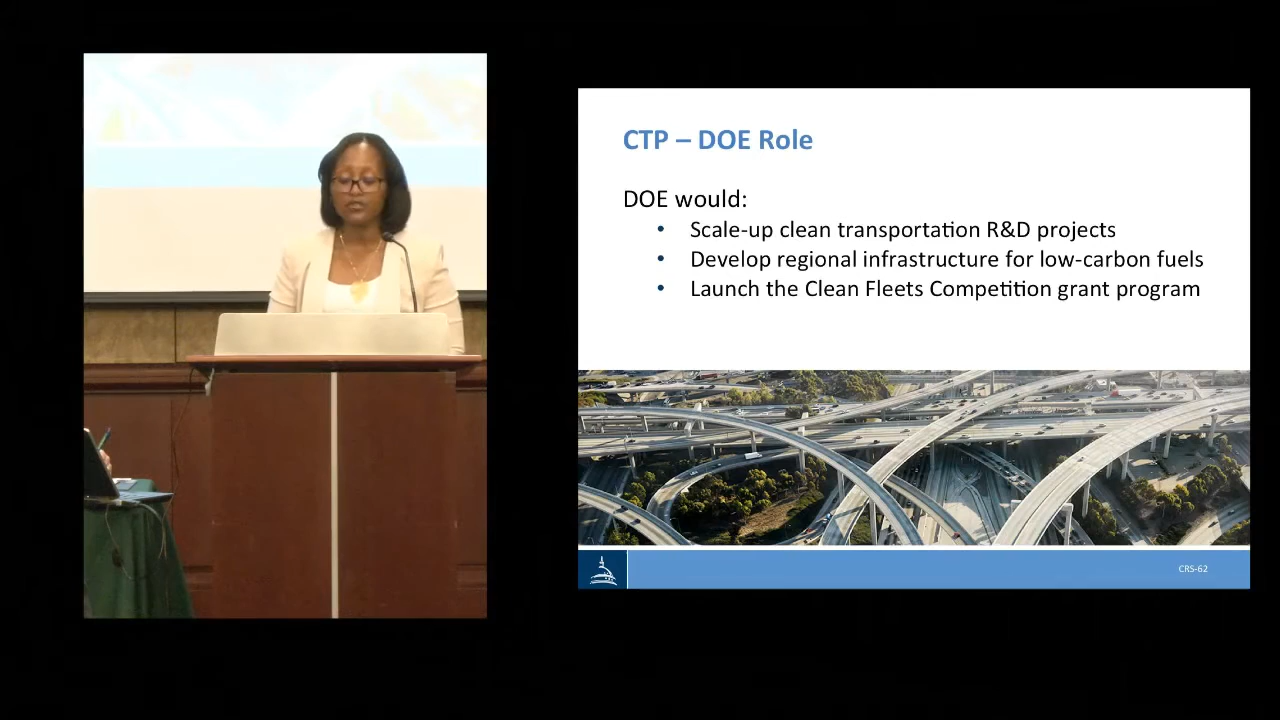 CTP – DOE Role
DOE would:
• Scale-up clean transportation R&D projects
• Develop regional infrastructure for low-carbon fuels
• Launch the Clean Fleets Competition grant program
CRS-62